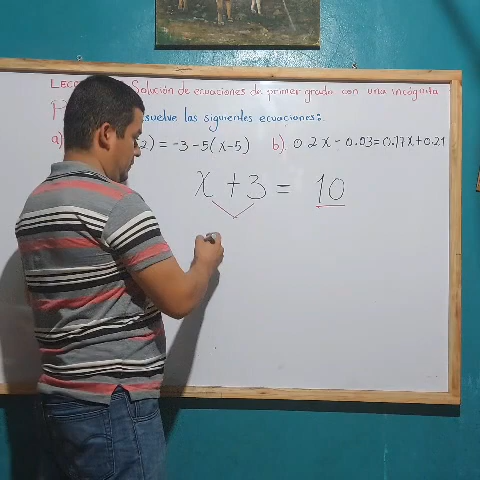 Solución de ecuaciones de primer grado con una incógnita
suelve las siguientes ecuaciones:
a) 2) = -3 - 5(x-5) b) 0.2x - 0.03 = 0.17x + 0.21
x + 3 = 10